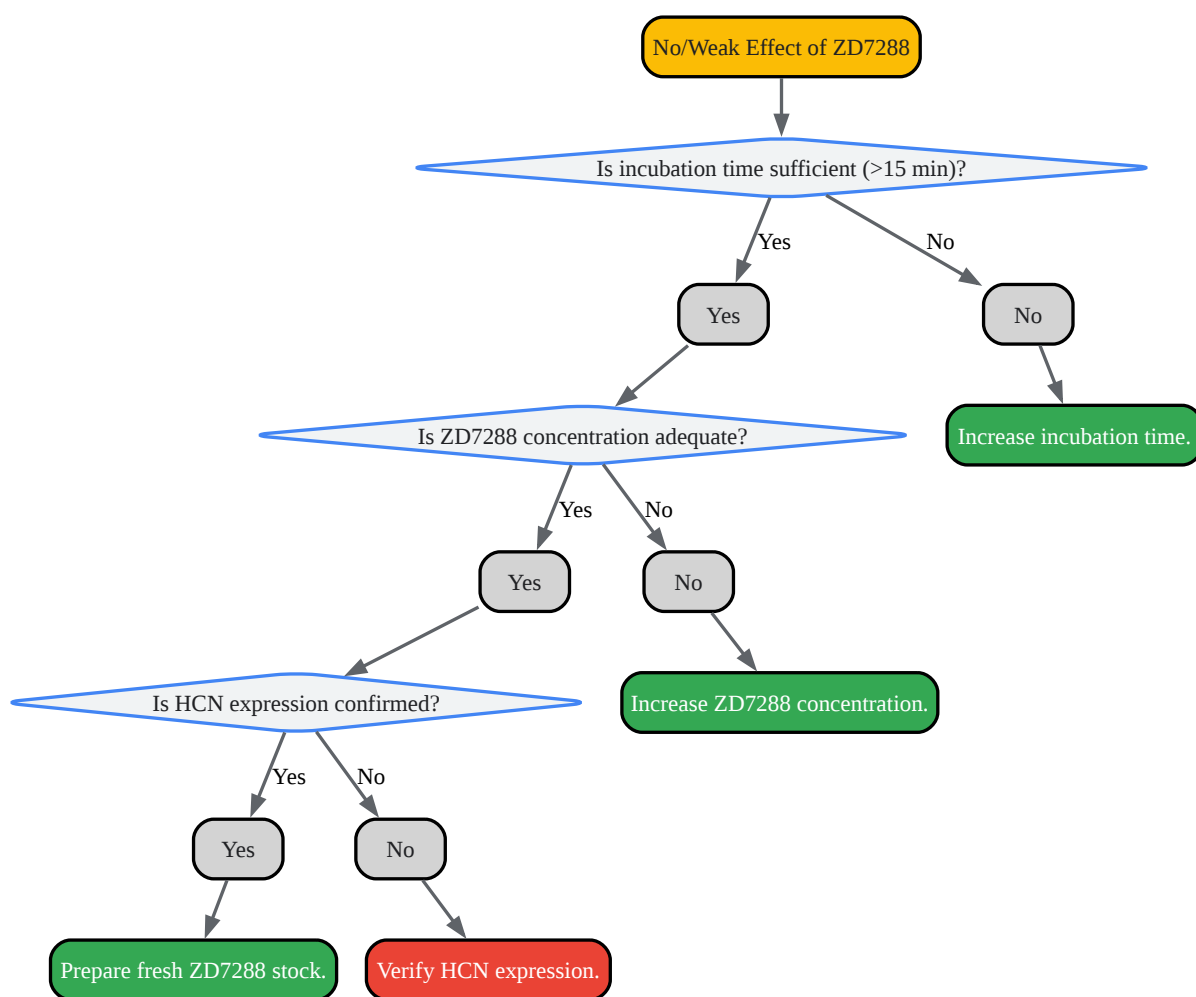 No/Weak Effect of ZD7288
Is incubation time sufficient (>15 min)?
Yes
No
Yes
No
Increase incubation time.
Is ZD7288 concentration adequate?
Yes
No
Yes
No
Increase ZD7288 concentration.
Is HCN expression confirmed?
Yes
No
Yes
No
Prepare fresh ZD7288 stock.
Verify HCN expression.